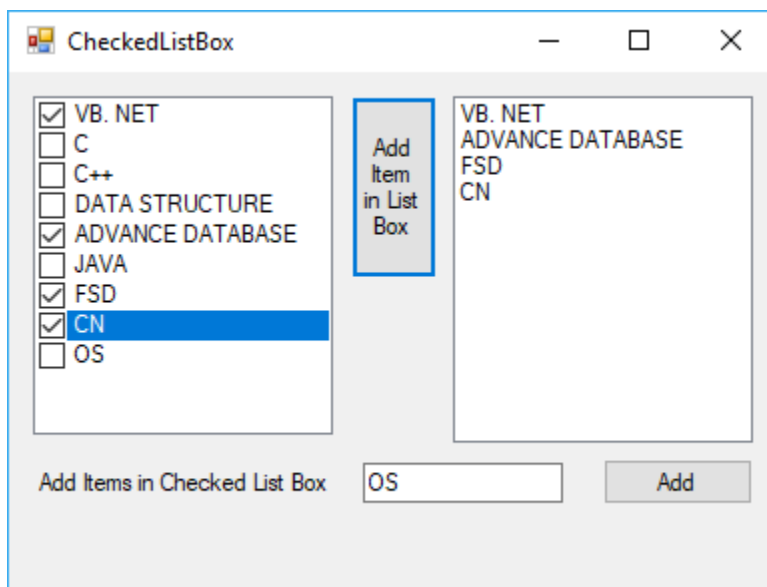 CheckedListBox
VB. NET
C
C++
DATA STRUCTURE
ADVANCE DATABASE
JAVA
FSD
CN
OS
Add
Item
in List
Box
VB. NET
ADVANCE DATABASE
FSD
CN
Add Items in Checked List Box
OS
Add